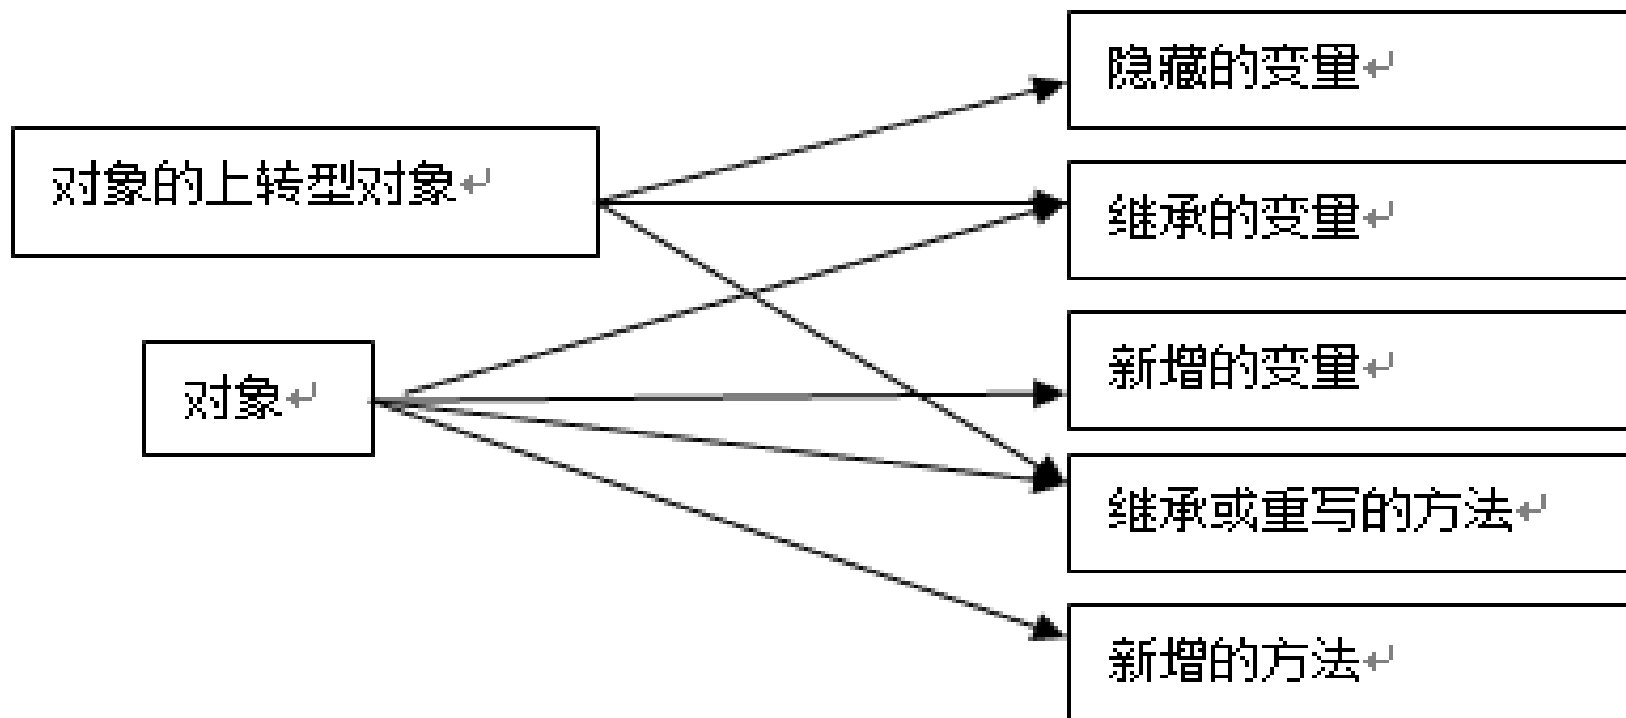 隐藏的变量↵
对象的上转型对象↵
继承的变量↵
新增的变量↵
对象↵
继承或重写的方法↵
新增的方法↵